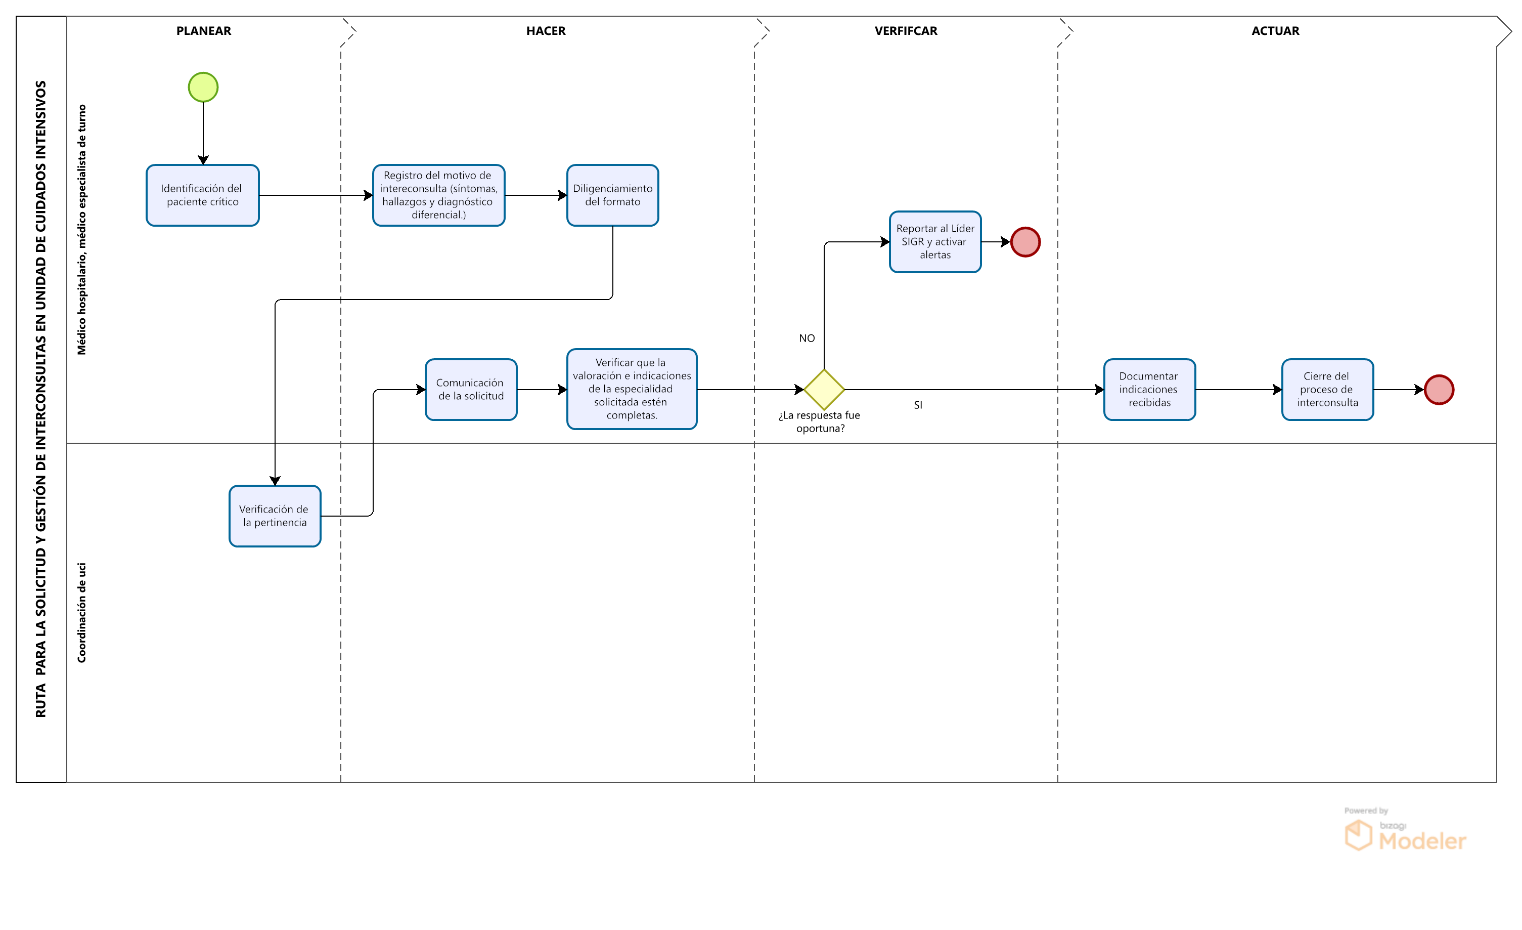 PLANEAR
HACER
VERFIFCAR
ACTUAR
RUTA PARA LA SOLICITUD Y GESTIÓN DE INTERCONSULTAS EN UNIDAD DE CUIDADOS INTENSIVOS
Médico hospitalario, médico especialista de turno
Identificación del
paciente crítico
Registro del motivo de
intereconsulta (síntomas,
hallazgos y diagnóstico
diferencial.)
Diligenciamiento
del formato
Reportar al Líder
SIGR y activar
alertas
NO
Comunicación
de la solicitud
Verificar que la
valoración e indicaciones
de la especialidad
solicitada estén
completas.
¿La respuesta fue
oportuna?
SI
Documentar
indicaciones
recibidas
Cierre del
proceso de
interconsulta
Coordinación de uci
Verificación de
la pertinencia
Powered by
bizagi
Modeler